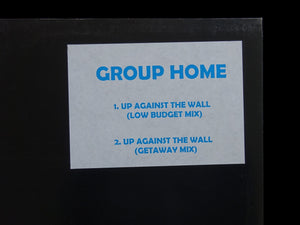 GROUP HOME
1. UP AGAINST THE WALL
(LOW BUDGET MIX)
2. UP AGAINST THE WALL
(GETAWAY MIX)